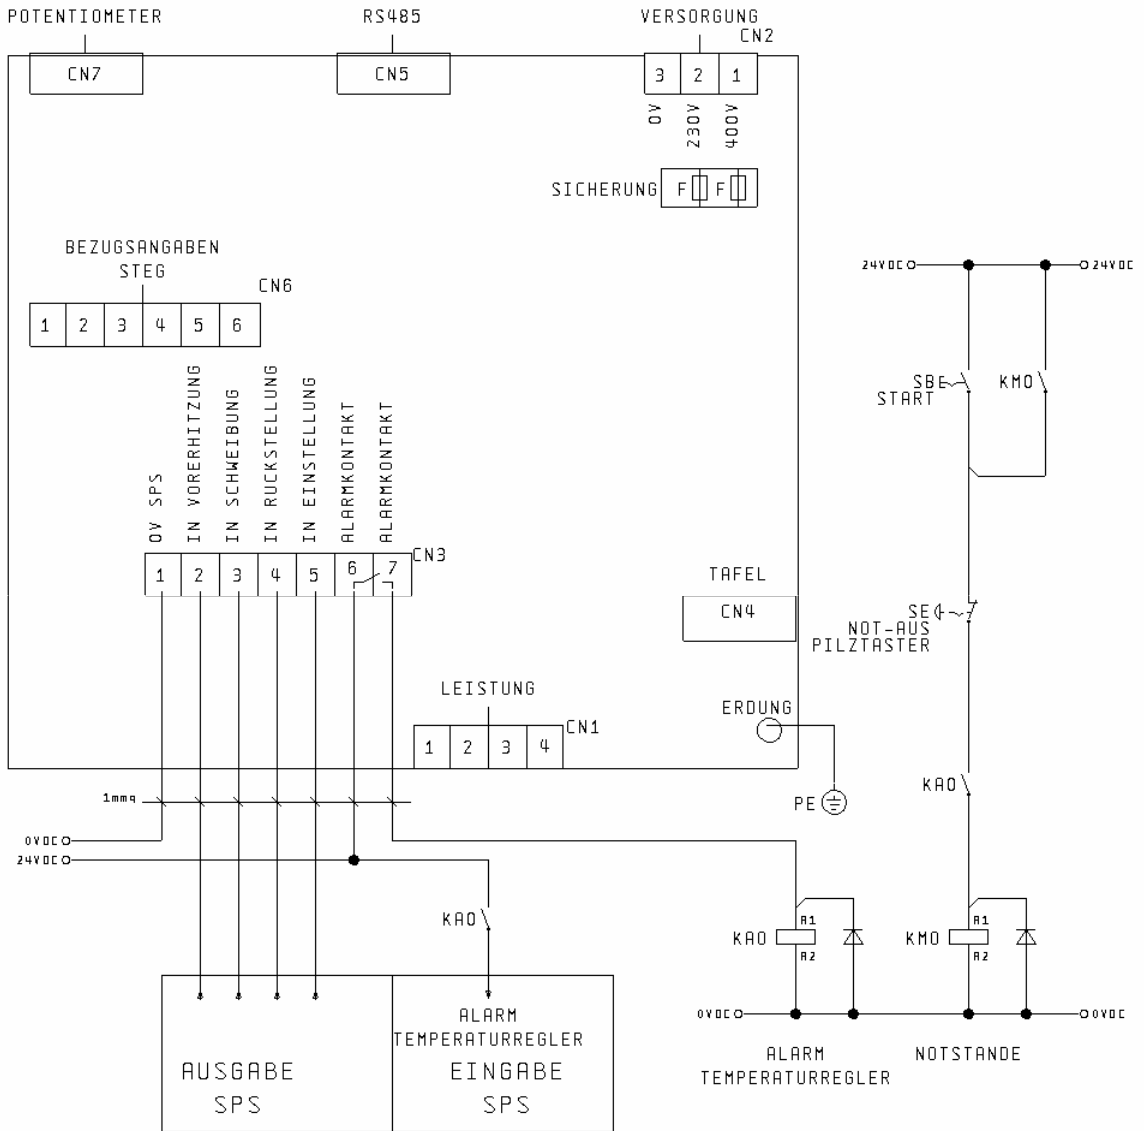 POTENTIOMETER
RS485
VERSORGUNG
CN2
CN7
CN5
3 2 1
0V
230V
400V
SICHERUNG F F
BEZUGSANGABEN
STEG
CN6
1 2 3 4 5 6
24VDC
24VDC
SBE
START
KM0
0V SPS
IN VORERHITZUNG
IN SCHWEIBUNG
IN RUCKSTELLUNG
IN EINSTELLUNG
ALARMKONTAKT
ALARMKONTAKT
CN3
1 2 3 4 5 6 7
TAFEL
CN4
SE
NOT-AUS
PILZTASTER
LEISTUNG
CN1
1 2 3 4
ERDUNG
PE
KA0
1mmq
0VDC
24VDC
KA0
KA0
A1
A2
KM0
A1
A2
0VDC
0VDC
ALARM
TEMPERATURREGLER
NOTSTANDE
ALARM
TEMPERATURREGLER
AUSGABE
SPS
EINGABE
SPS